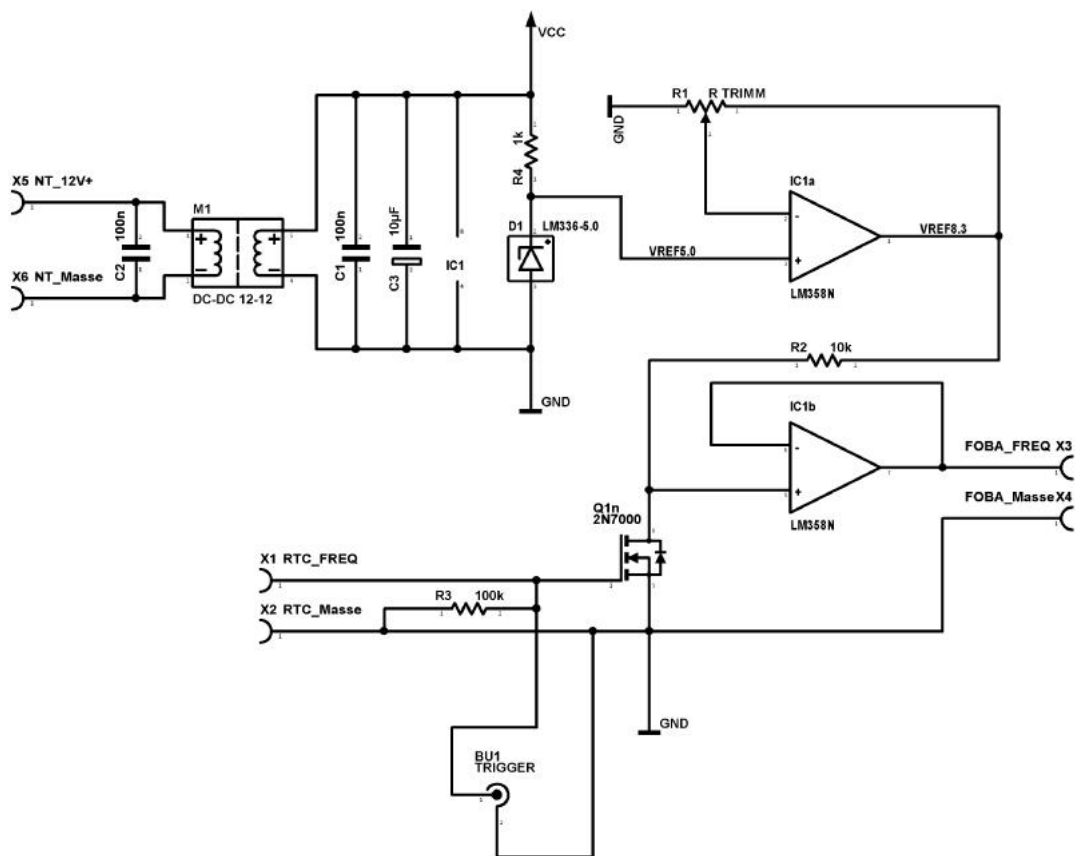 VCC
R1 R TRIMM
GND
1k
R4
X5 NT_12V+
100n
C2
M1
100n
C1
10µF
C3
IC1
D1 LM336-5.0
VREF5.0
IC1a
VREF8.3
LM358N
X6 NT_Masse
DC-DC 12-12
R2 10k
GND
IC1b
FOBA_FREQ X3
FOBA_Masse X4
LM358N
Q1n
2N7000
X1 RTC_FREQ
R3 100k
X2 RTC_Masse
GND
BU1
TRIGGER